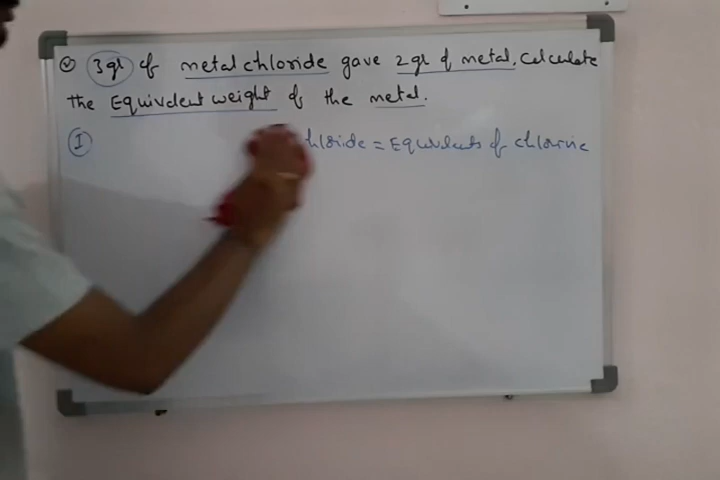 Q 3gr of metal chloride gave 2gr of metal. Calculate
the Equivalent weight of the metal.
I hloride = Equivalents of chlorine